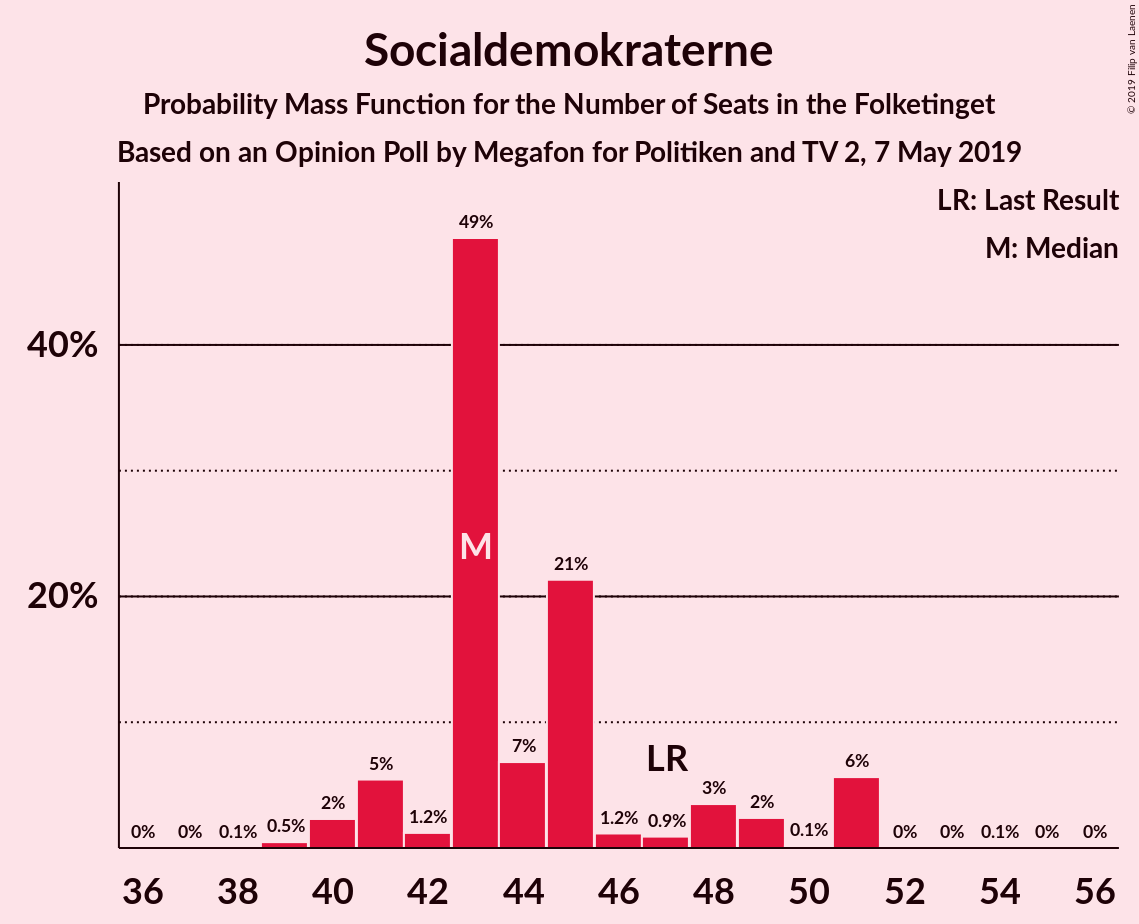 Socialdemokraterne
Probability Mass Function for the Number of Seats in the Folketinget
Based on an Opinion Poll by Megafon for Politiken and TV 2, 7 May 2019
© 2019 Filip van Laenen
LR: Last Result
M: Median
40%
20%
0%
0%
0.1%
0.5%
2%
5%
1.2%
49%
M
7%
21%
1.2%
LR
0.9%
3%
2%
0.1%
6%
0%
0%
0.1%
0%
0%
36 38 40 42 44 46 48 50 52 54 56